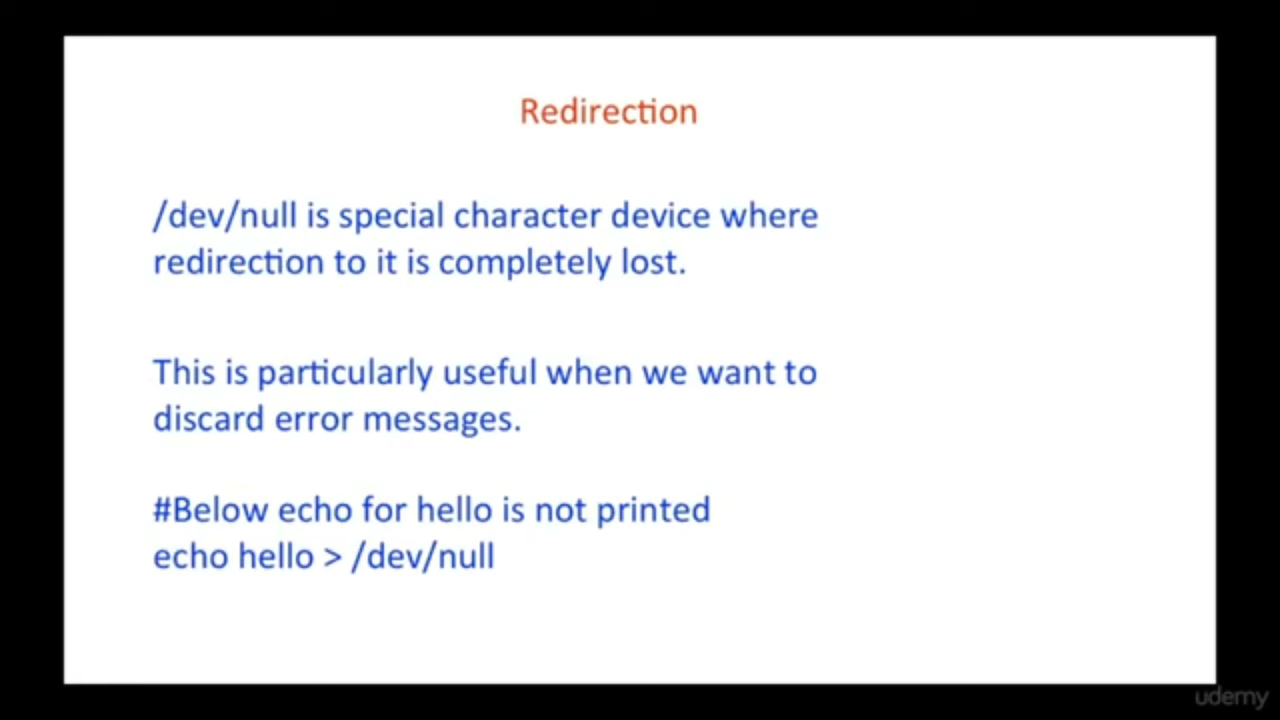 Redirection
/dev/null is special character device where
redirection to it is completely lost.
This is particularly useful when we want to
discard error messages.
#Below echo for hello is not printed
echo hello > /dev/null
udemy